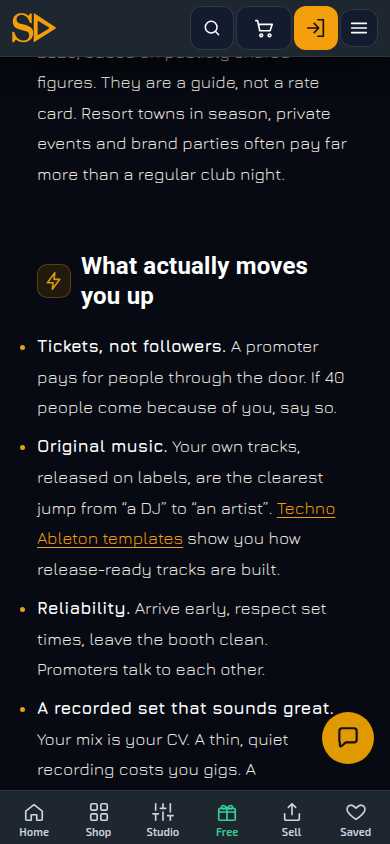 figures. They are a guide, not a rate
card. Resort towns in season, private
events and brand parties often pay far
more than a regular club night.
What actually moves
you up
Tickets, not followers. A promoter
pays for people through the door. If 40
people come because of you, say so.
Original music. Your own tracks,
released on labels, are the clearest
jump from “a DJ” to “an artist”. Techno
Ableton templates show you how
release-ready tracks are built.
Reliability. Arrive early, respect set
times, leave the booth clean.
Promoters talk to each other.
A recorded set that sounds great.
Your mix is your CV. A thin, quiet
recording costs you gigs. A
Home
Shop
Studio
Free
Sell
Saved